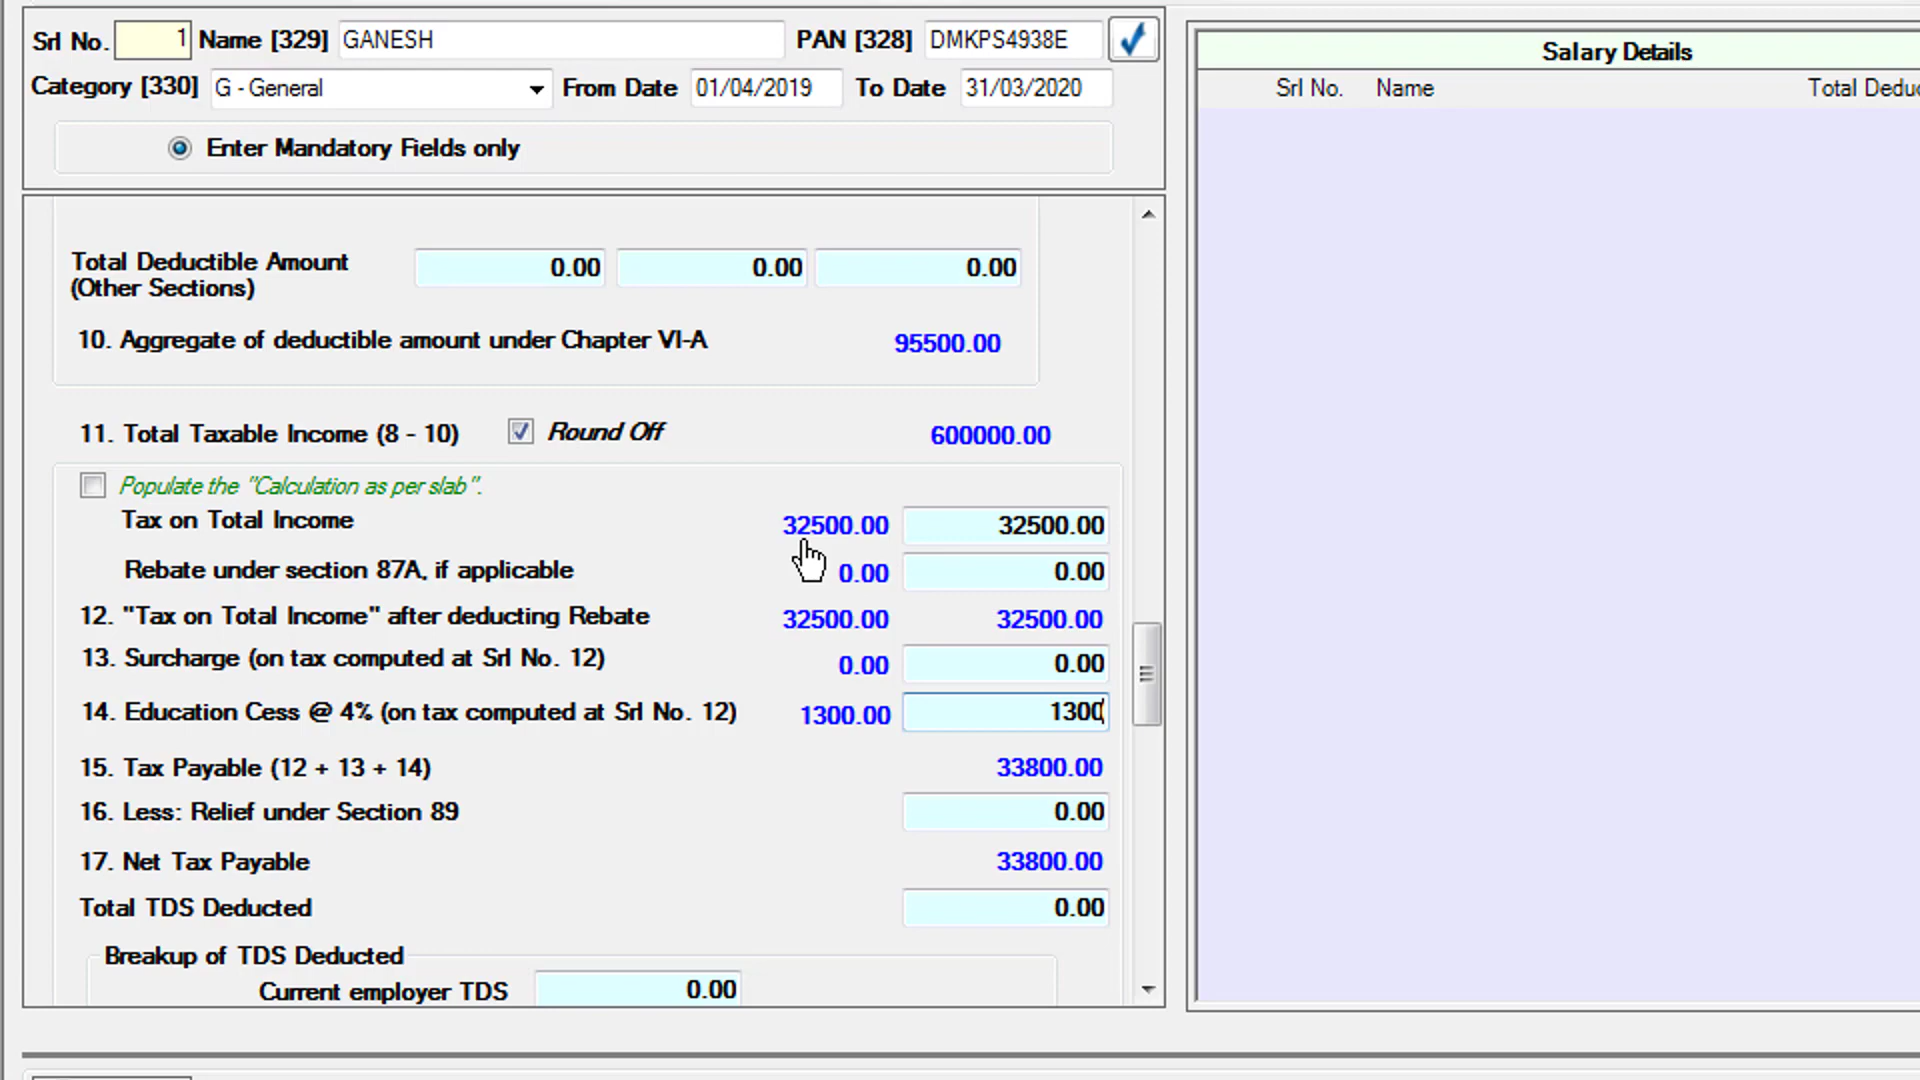 Srl No. 1 Name [329] GANESH PAN [328] DMKPS4938E
Category [330] G - General From Date 01/04/2019 To Date 31/03/2020
Enter Mandatory Fields only
Total Deductible Amount 0.00 0.00 0.00
(Other Sections)
10. Aggregate of deductible amount under Chapter VI-A 95500.00
11. Total Taxable Income (8 - 10) Round Off 600000.00
Populate the "Calculation as per slab".
Tax on Total Income 32500.00 32500.00
Rebate under section 87A, if applicable 0.00 0.00
12. "Tax on Total Income" after deducting Rebate 32500.00 32500.00
13. Surcharge (on tax computed at Srl No. 12) 0.00 0.00
14. Education Cess @ 4% (on tax computed at Srl No. 12) 1300.00 1300
15. Tax Payable (12 + 13 + 14) 33800.00
16. Less: Relief under Section 89 0.00
17. Net Tax Payable 33800.00
Total TDS Deducted 0.00
Breakup of TDS Deducted
Current employer TDS 0.00
Salary Details
Srl No. Name Total Deduc